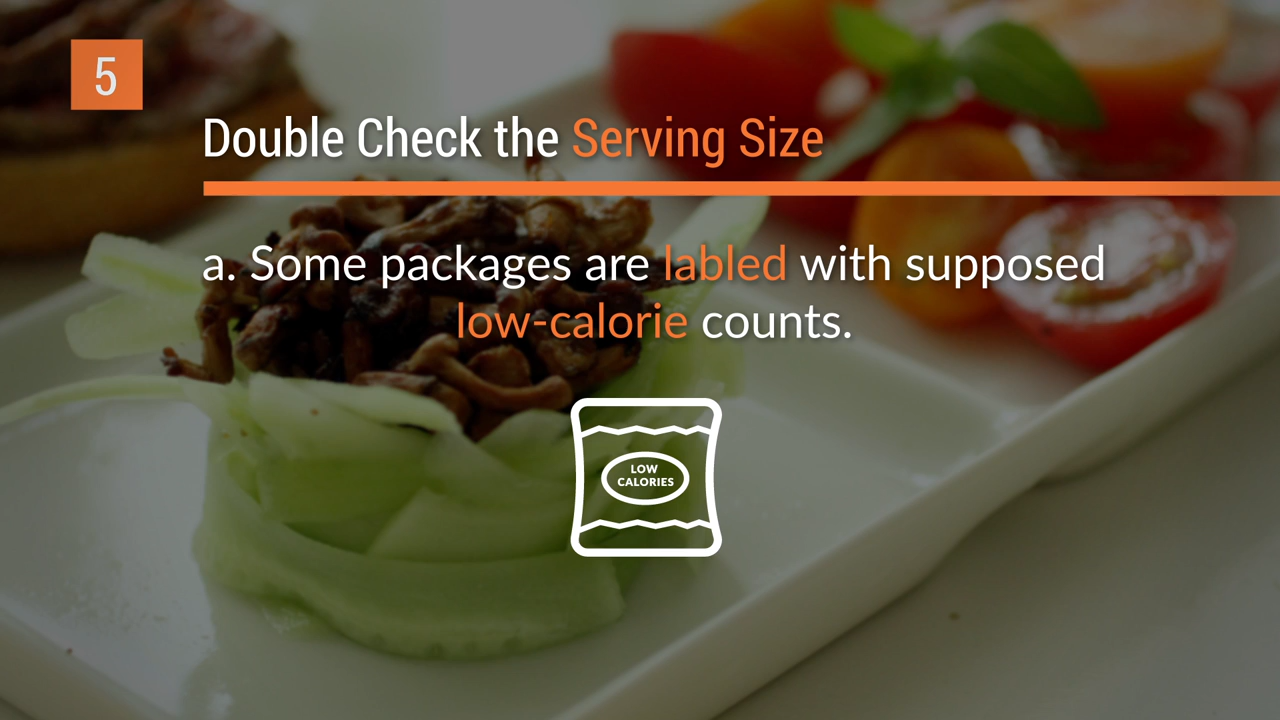 5
Double Check the Serving Size
a. Some packages are labled with supposed
low-calorie counts.
LOW
CALORIES